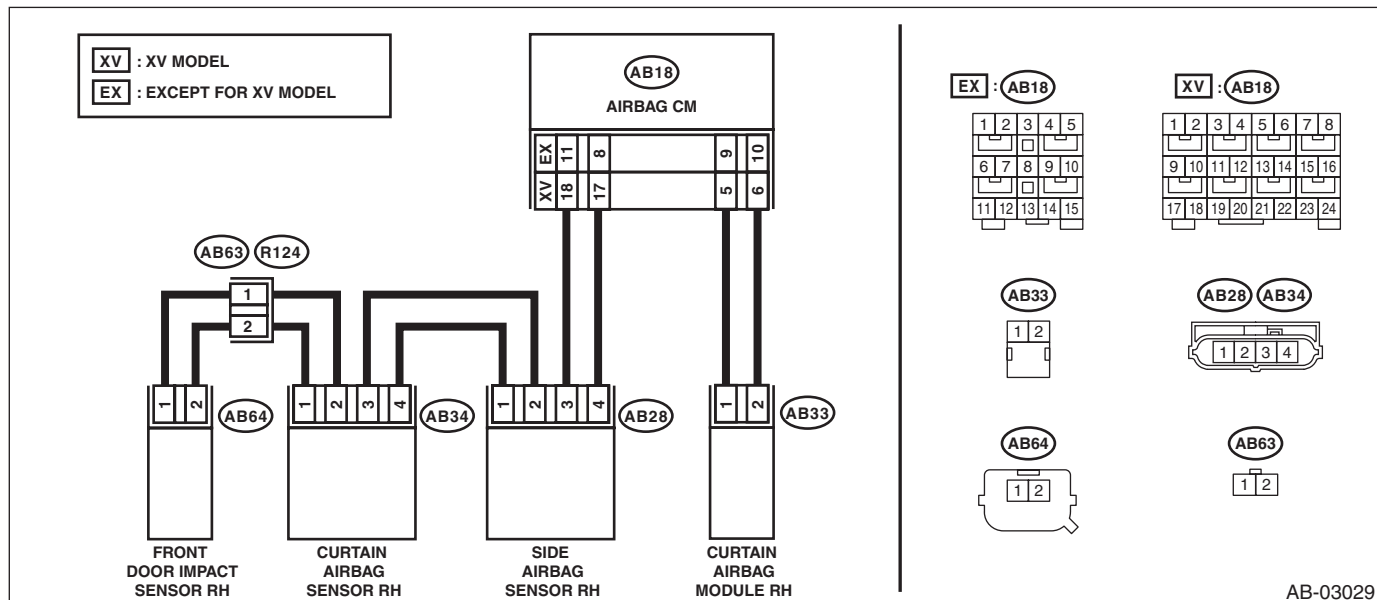 XV : XV MODEL
EX : EXCEPT FOR XV MODEL
AB18
AIRBAG CM
EX 11 8 9 10
XV 18 17 5 6
AB63 R124
1
2
1 2
AB64
1 2 3 4
AB34
1 2 3 4
AB28
1 2
AB33
FRONT
DOOR IMPACT
SENSOR RH
CURTAIN
AIRBAG
SENSOR RH
SIDE
AIRBAG
SENSOR RH
CURTAIN
AIRBAG
MODULE RH
EX : AB18
1 2 3 4 5
6 7 8 9 10
11 12 13 14 15
XV : AB18
1 2 3 4 5 6 7 8
9 10 11 12 13 14 15 16
17 18 19 20 21 22 23 24
AB33
1 2
AB28 AB34
1 2 3 4
AB64
1 2
AB63
1 2
AB-03029